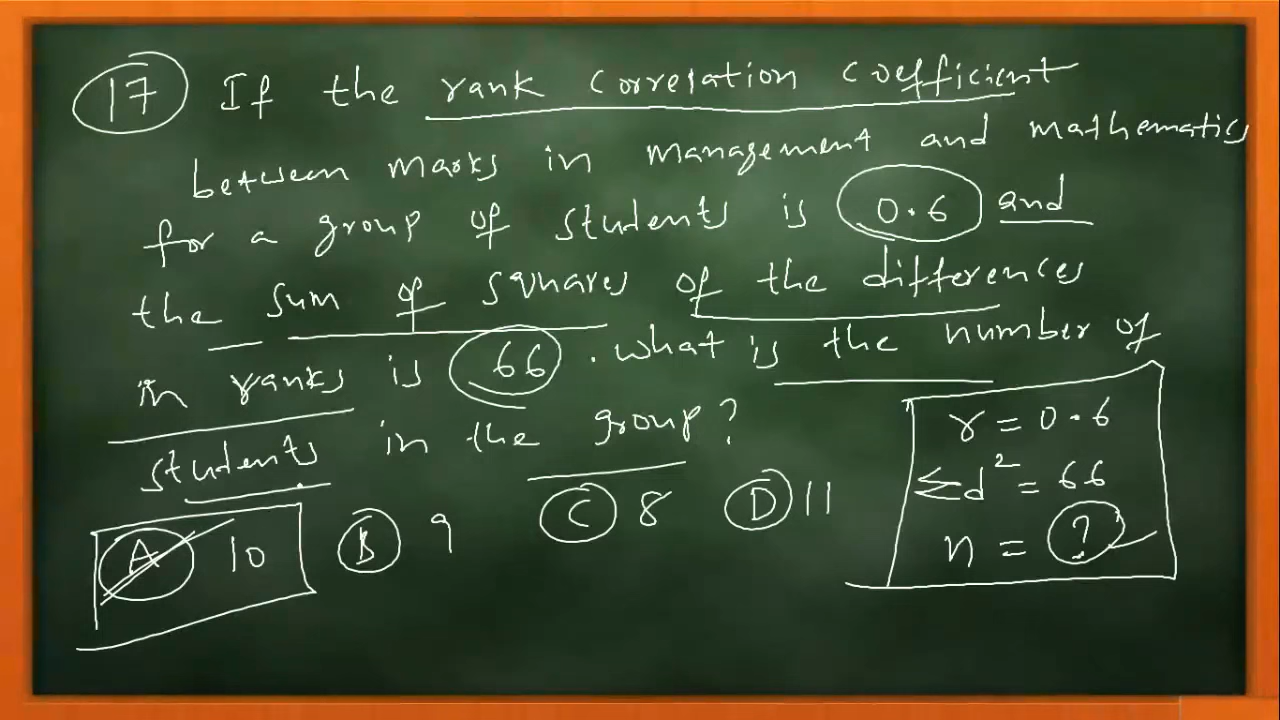 17 If the rank correlation coefficient
between marks in management and mathematics
for a group of students is 0.6 and
the sum of squares of the differences
in ranks is 66. what is the number of
students in the group?
A 10 B 9 C 8 D 11
r = 0.6
Σd² = 66
n = ?